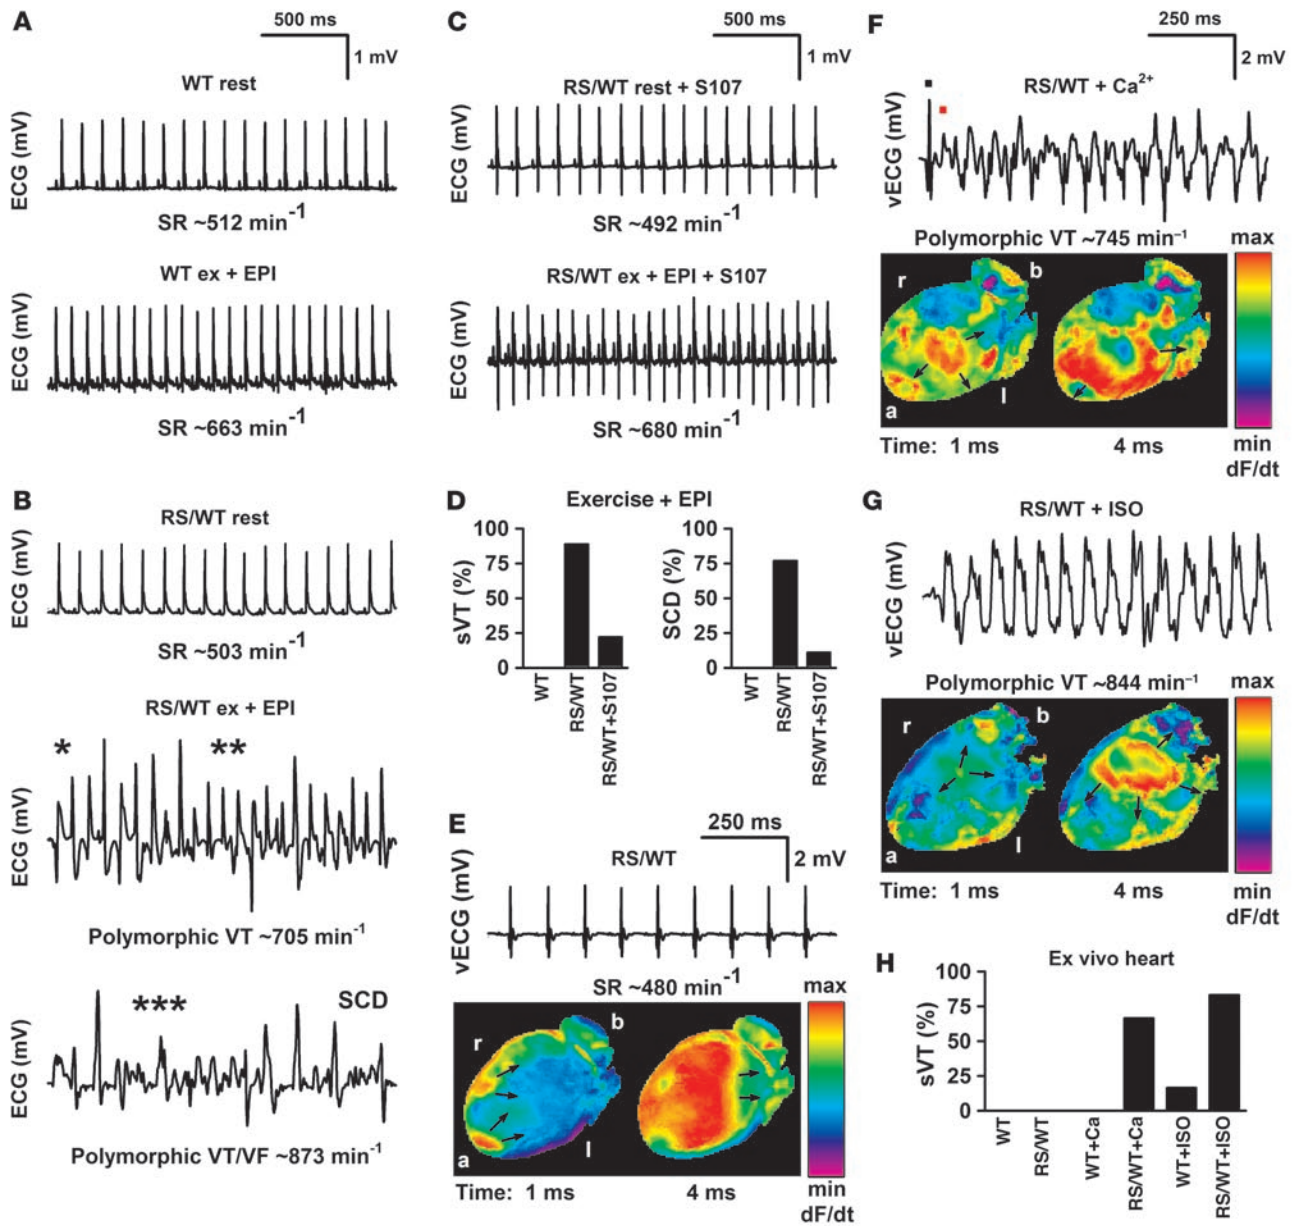 A
500 ms
1 mV
WT rest
ECG (mV)
SR ~512 min-1
WT ex + EPI
ECG (mV)
SR ~663 min-1
B
RS/WT rest
ECG (mV)
SR ~503 min-1
RS/WT ex + EPI
*
**
ECG (mV)
Polymorphic VT ~705 min-1
***
SCD
ECG (mV)
Polymorphic VT/VF ~873 min-1
C
500 ms
1 mV
RS/WT rest + S107
ECG (mV)
SR ~492 min-1
RS/WT ex + EPI + S107
ECG (mV)
SR ~680 min-1
D
Exercise + EPI
sVT (%)
100
75
50
25
0
WT
RS/WT
RS/WT+S107
SCD (%)
100
75
50
25
0
WT
RS/WT
RS/WT+S107
E
250 ms
2 mV
RS/WT
vECG (mV)
SR ~480 min-1
r
b
a
l
max
min
dF/dt
Time: 1 ms
4 ms
F
250 ms
2 mV
RS/WT + Ca2+
vECG (mV)
Polymorphic VT ~745 min–1
r
b
a
l
max
min
dF/dt
Time: 1 ms
4 ms
G
RS/WT + ISO
vECG (mV)
Polymorphic VT ~844 min–1
r
b
a
l
max
min
dF/dt
Time: 1 ms
4 ms
H
Ex vivo heart
sVT (%)
100
75
50
25
0
WT
RS/WT
WT+Ca
RS/WT+Ca
WT+ISO
RS/WT+ISO